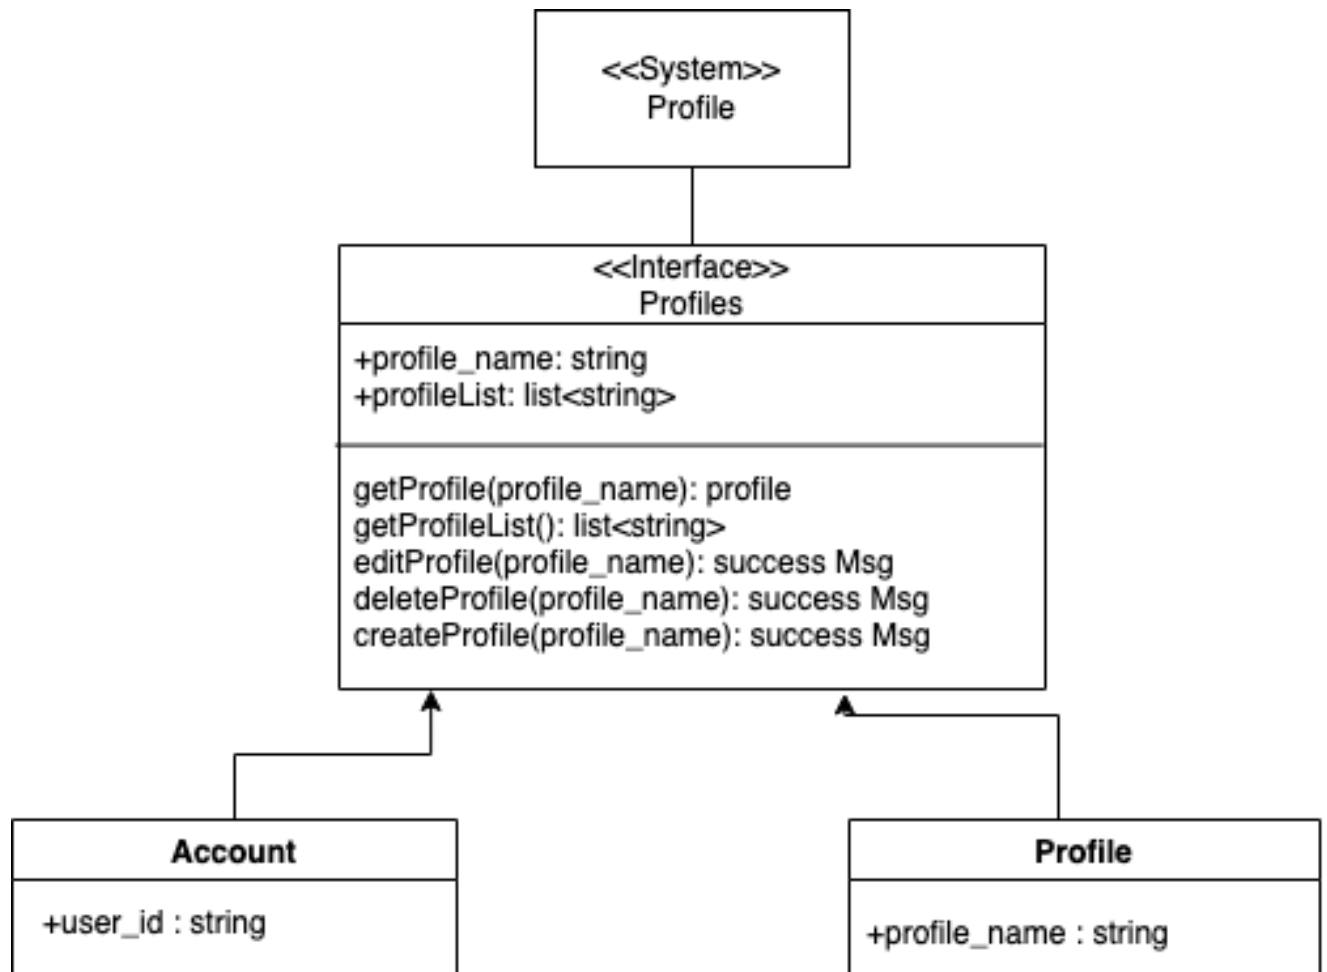 <<System>>
Profile
<<Interface>>
Profiles
+profile_name: string
+profileList: list<string>
getProfile(profile_name): profile
getProfileList(): list<string>
editProfile(profile_name): success Msg
deleteProfile(profile_name): success Msg
createProfile(profile_name): success Msg
Account
+user_id : string
Profile
+profile_name : string